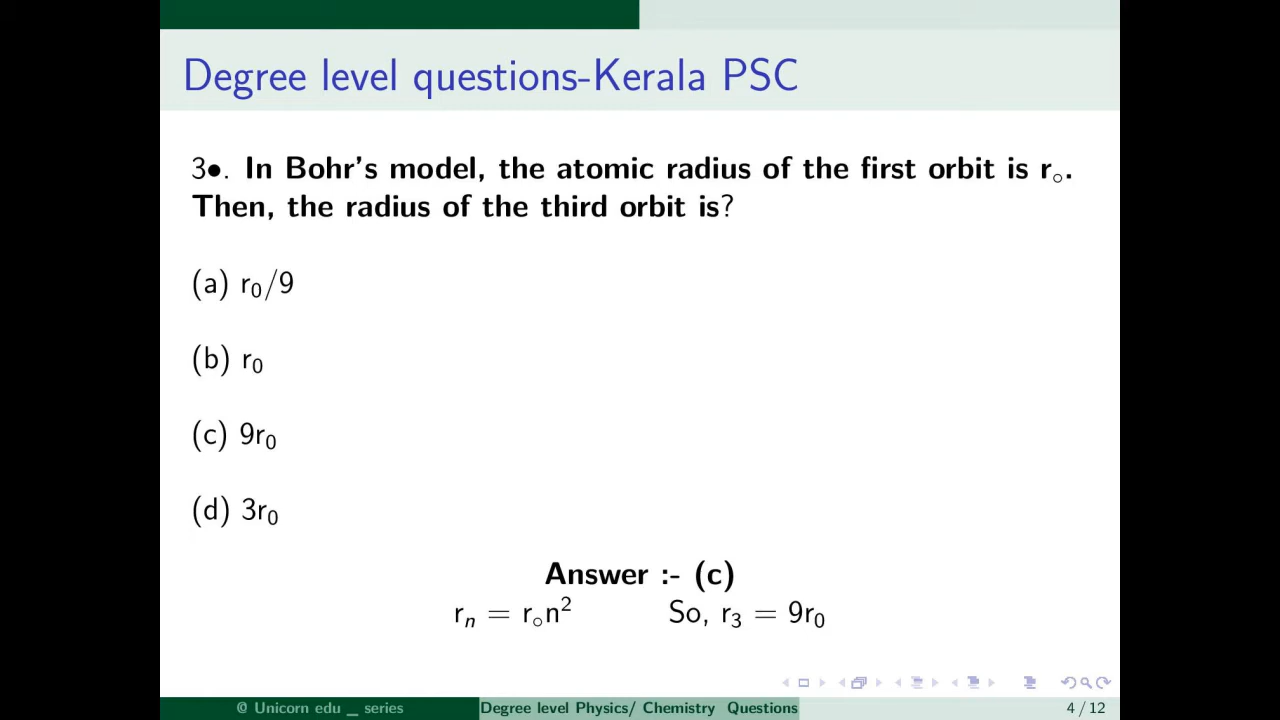 Degree level questions-Kerala PSC
3•. In Bohr's model, the atomic radius of the first orbit is r∘.
Then, the radius of the third orbit is?
(a) r₀/9
(b) r₀
(c) 9r₀
(d) 3r₀
Answer :- (c)
rₙ = r∘n² So, r₃ = 9r₀
@ Unicorn edu _ series Degree level Physics/ Chemistry Questions 4 / 12